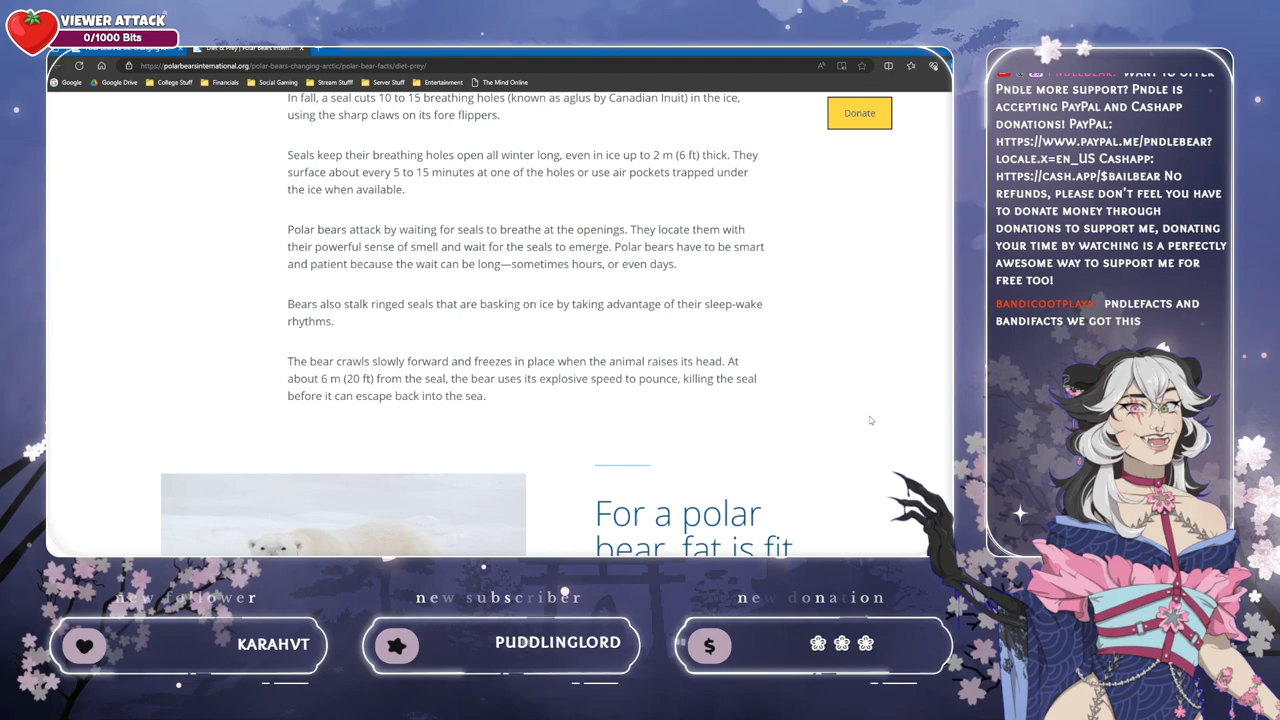 VIEWER ATTACK
0/1000 Bits
Diet & Prey | Polar Bears Intern
https://polarbearsinternational.org/polar-bears-changing-arctic/polar-bear-facts/diet-prey/
Google Google Drive College Stuff Financials Social Gaming Stream Stufff Server Stuff Entertainment The Mind Online
In fall, a seal cuts 10 to 15 breathing holes (known as aglus by Canadian Inuit) in the ice,
using the sharp claws on its fore flippers.
Donate
Seals keep their breathing holes open all winter long, even in ice up to 2 m (6 ft) thick. They
surface about every 5 to 15 minutes at one of the holes or use air pockets trapped under
the ice when available.
Polar bears attack by waiting for seals to breathe at the openings. They locate them with
their powerful sense of smell and wait for the seals to emerge. Polar bears have to be smart
and patient because the wait can be long—sometimes hours, or even days.
Bears also stalk ringed seals that are basking on ice by taking advantage of their sleep-wake
rhythms.
The bear crawls slowly forward and freezes in place when the animal raises its head. At
about 6 m (20 ft) from the seal, the bear uses its explosive speed to pounce, killing the seal
before it can escape back into the sea.
For a polar
bear, fat is fit
PNDLEBEAR: WANT TO OFFER
PNDLE MORE SUPPORT? PNDLE IS
ACCEPTING PAYPAL AND CASHAPP
DONATIONS! PAYPAL:
HTTPS://WWW.PAYPAL.ME/PNDLEBEAR?
LOCALE.X=EN_US CASHAPP:
HTTPS://CASH.APP/$BAILBEAR NO
REFUNDS, PLEASE DON'T FEEL YOU HAVE
TO DONATE MONEY THROUGH
DONATIONS TO SUPPORT ME, DONATING
YOUR TIME BY WATCHING IS A PERFECTLY
AWESOME WAY TO SUPPORT ME FOR
FREE TOO!
BANDICOOTPLAYS: PNDLEFACTS AND
BANDIFACTS WE GOT THIS
new follower
KARAHVT
new subscriber
PUDDLINGLORD
new donation
$